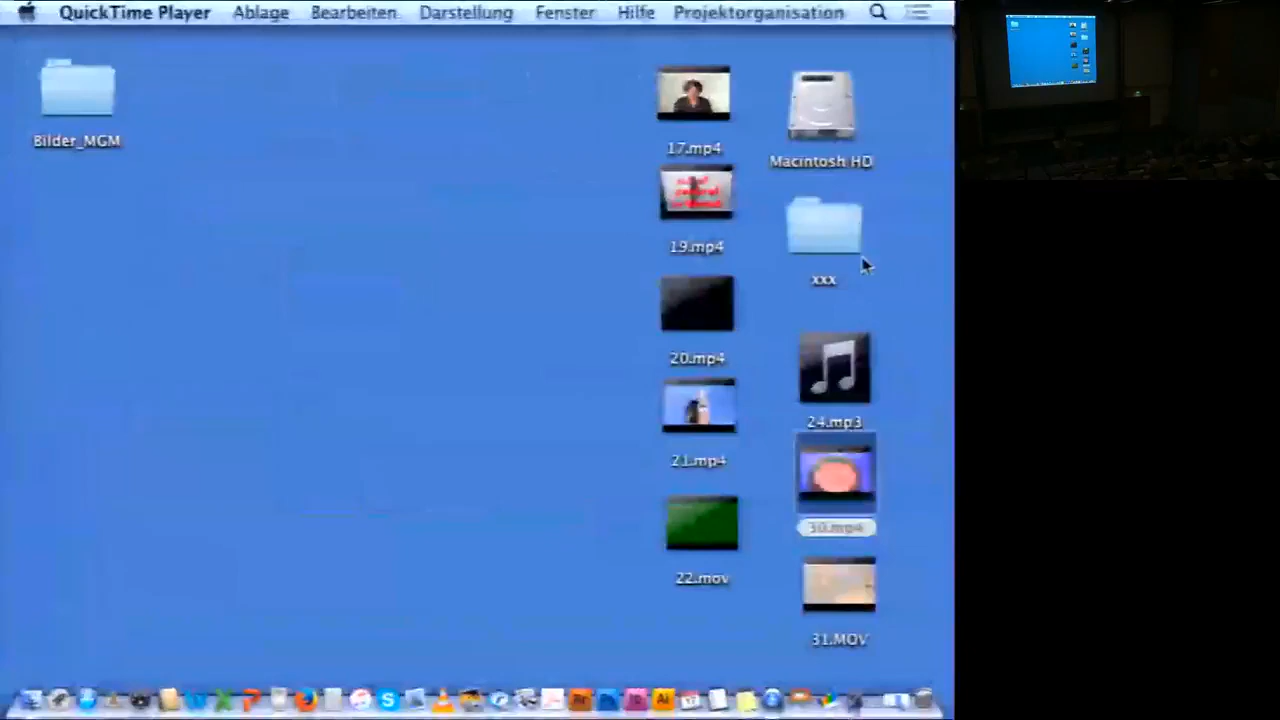 QuickTime Player Ablage Bearbeiten Darstellung Fenster Hilfe Projektorganisation
Bilder_MGM
17.mp4
Macintosh HD
19.mp4
xxx
20.mp4
24.mp3
21.mp4
30.mp4
22.mov
31.MOV